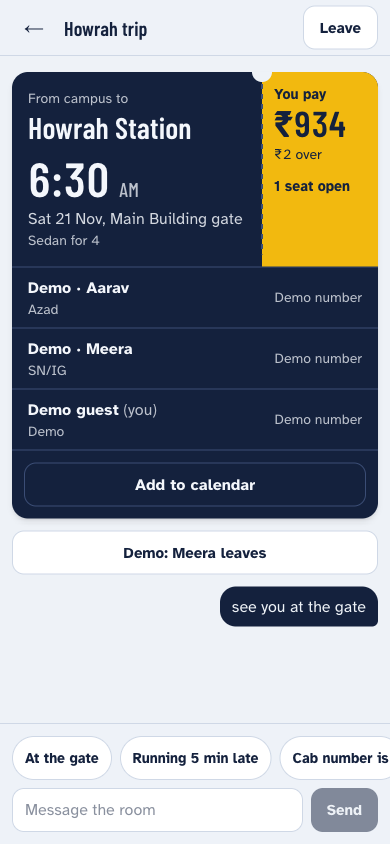 ← Howrah trip
Leave
From campus to
Howrah Station
6:30 AM
Sat 21 Nov, Main Building gate
Sedan for 4
You pay
₹934
₹2 over
1 seat open
Demo · Aarav
Azad
Demo number
Demo · Meera
SN/IG
Demo number
Demo guest (you)
Demo
Demo number
Add to calendar
Demo: Meera leaves
see you at the gate
At the gate
Running 5 min late
Cab number is
Message the room
Send